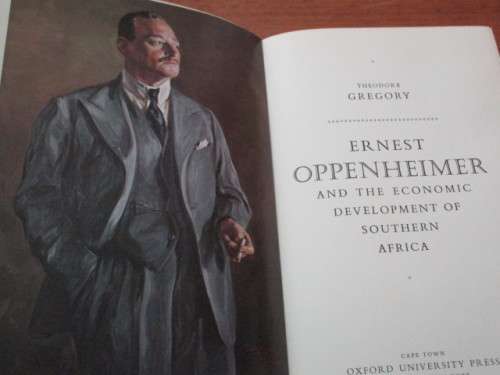 THEODORE
GREGORY
ERNEST
OPPENHEIMER
AND THE ECONOMIC
DEVELOPMENT OF
SOUTHERN
AFRICA
CAPE TOWN
OXFORD UNIVERSITY PRESS